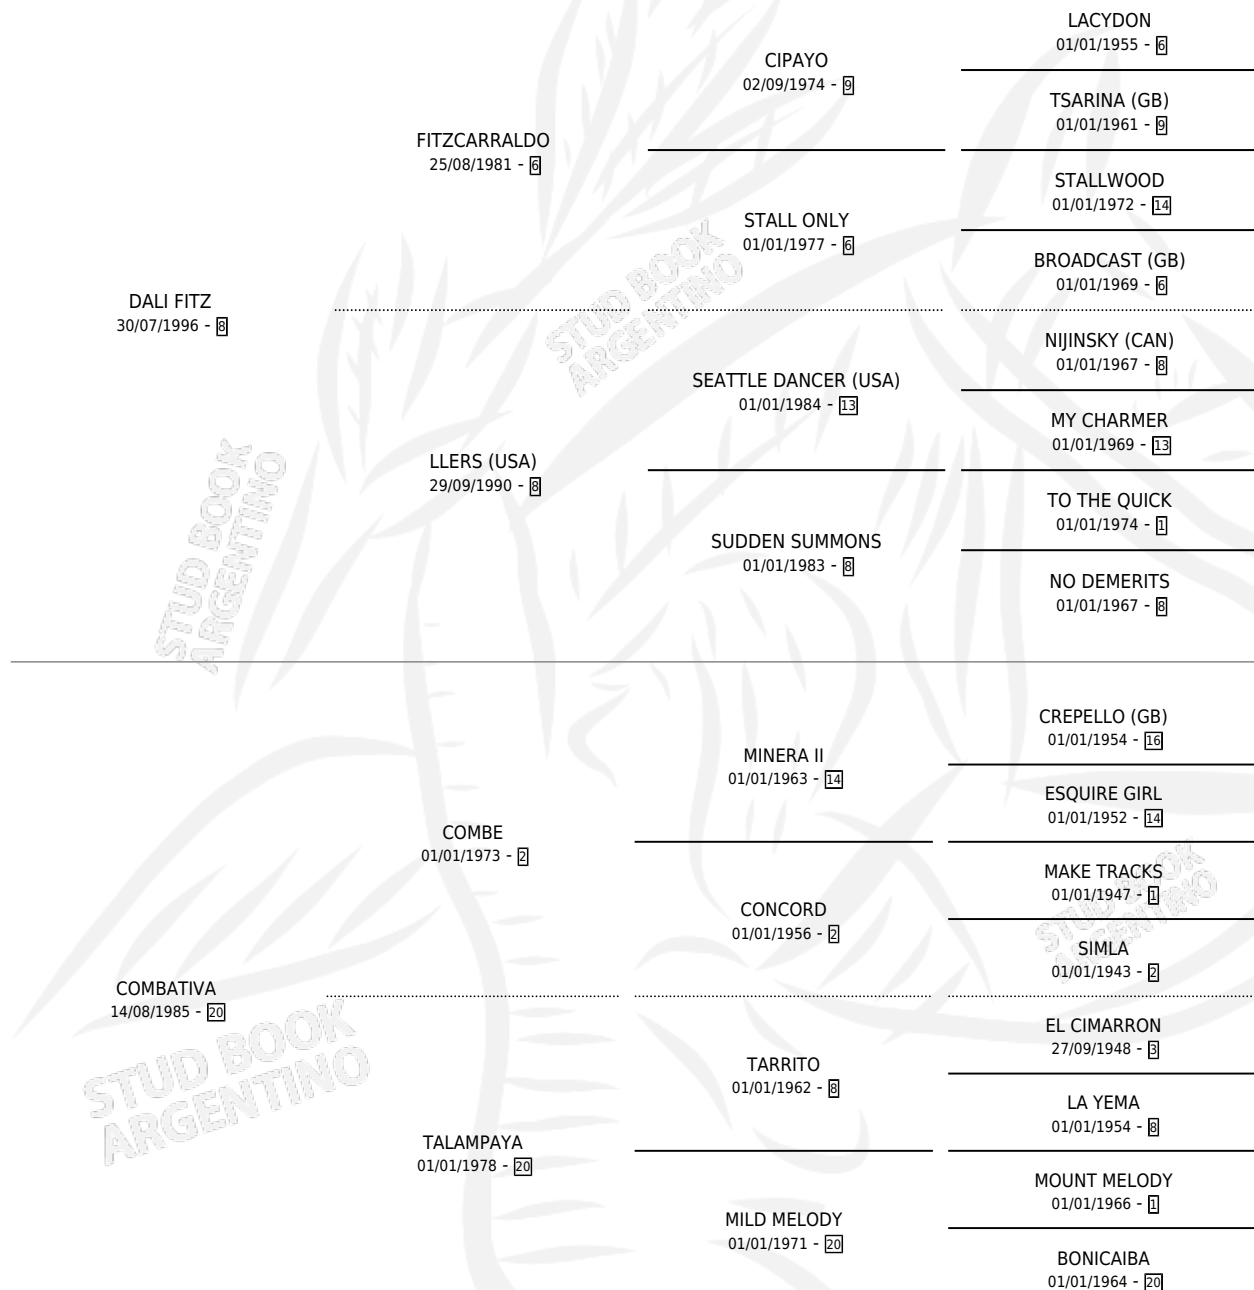 LACYDON
01/01/1955 - 6
CIPAYO
02/09/1974 - 9
TSARINA (GB)
01/01/1961 - 9
FITZCARRALDO
25/08/1981 - 6
STALLWOOD
01/01/1972 - 14
STALL ONLY
01/01/1977 - 6
BROADCAST (GB)
01/01/1969 - 6
DALI FITZ
30/07/1996 - 8
STUD BOOK
ARGENTINO
NIJINSKY (CAN)
01/01/1967 - 8
SEATTLE DANCER (USA)
01/01/1984 - 13
MY CHARMER
01/01/1969 - 13
LLERS (USA)
29/09/1990 - 8
TO THE QUICK
01/01/1974 - 1
SUDDEN SUMMONS
01/01/1983 - 8
NO DEMERITS
01/01/1967 - 8
STUD BOOK
ARGENTINO
CREPELLO (GB)
01/01/1954 - 16
MINERA II
01/01/1963 - 14
ESQUIRE GIRL
01/01/1952 - 14
COMBE
01/01/1973 - 2
MAKE TRACKS
01/01/1947 - 1
CONCORD
01/01/1956 - 2
SIMLA
01/01/1943 - 2
STUD BOOK
ARGENTINO
COMBATIVA
14/08/1985 - 20
EL CIMARRON
27/09/1948 - 3
TARRITO
01/01/1962 - 8
LA YEMA
01/01/1954 - 8
STUD BOOK
ARGENTINO
TALAMPAYA
01/01/1978 - 20
MOUNT MELODY
01/01/1966 - 1
MILD MELODY
01/01/1971 - 20
BONICAIBA
01/01/1964 - 20